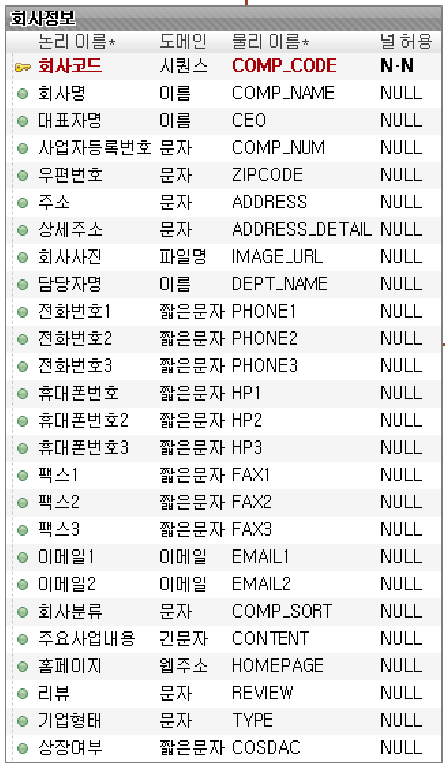 회사정보
논리 이름* 도메인 물리 이름* 널 허용
회사코드 시퀀스 COMP_CODE N-N
회사명 이름 COMP_NAME NULL
대표자명 이름 CEO NULL
사업자등록번호 문자 COMP_NUM NULL
우편번호 문자 ZIPCODE NULL
주소 문자 ADDRESS NULL
상세주소 문자 ADDRESS_DETAIL NULL
회사사진 파일명 IMAGE_URL NULL
담당자명 이름 DEPT_NAME NULL
전화번호1 짧은문자 PHONE1 NULL
전화번호2 짧은문자 PHONE2 NULL
전화번호3 짧은문자 PHONE3 NULL
휴대폰번호 짧은문자 HP1 NULL
휴대폰번호2 짧은문자 HP2 NULL
휴대폰번호3 짧은문자 HP3 NULL
팩스1 짧은문자 FAX1 NULL
팩스2 짧은문자 FAX2 NULL
팩스3 짧은문자 FAX3 NULL
이메일1 이메일 EMAIL1 NULL
이메일2 이메일 EMAIL2 NULL
회사분류 문자 COMP_SORT NULL
주요사업내용 긴문자 CONTENT NULL
홈페이지 웹주소 HOMEPAGE NULL
리뷰 문자 REVIEW NULL
기업형태 문자 TYPE NULL
상장여부 짧은문자 COSDAC NULL